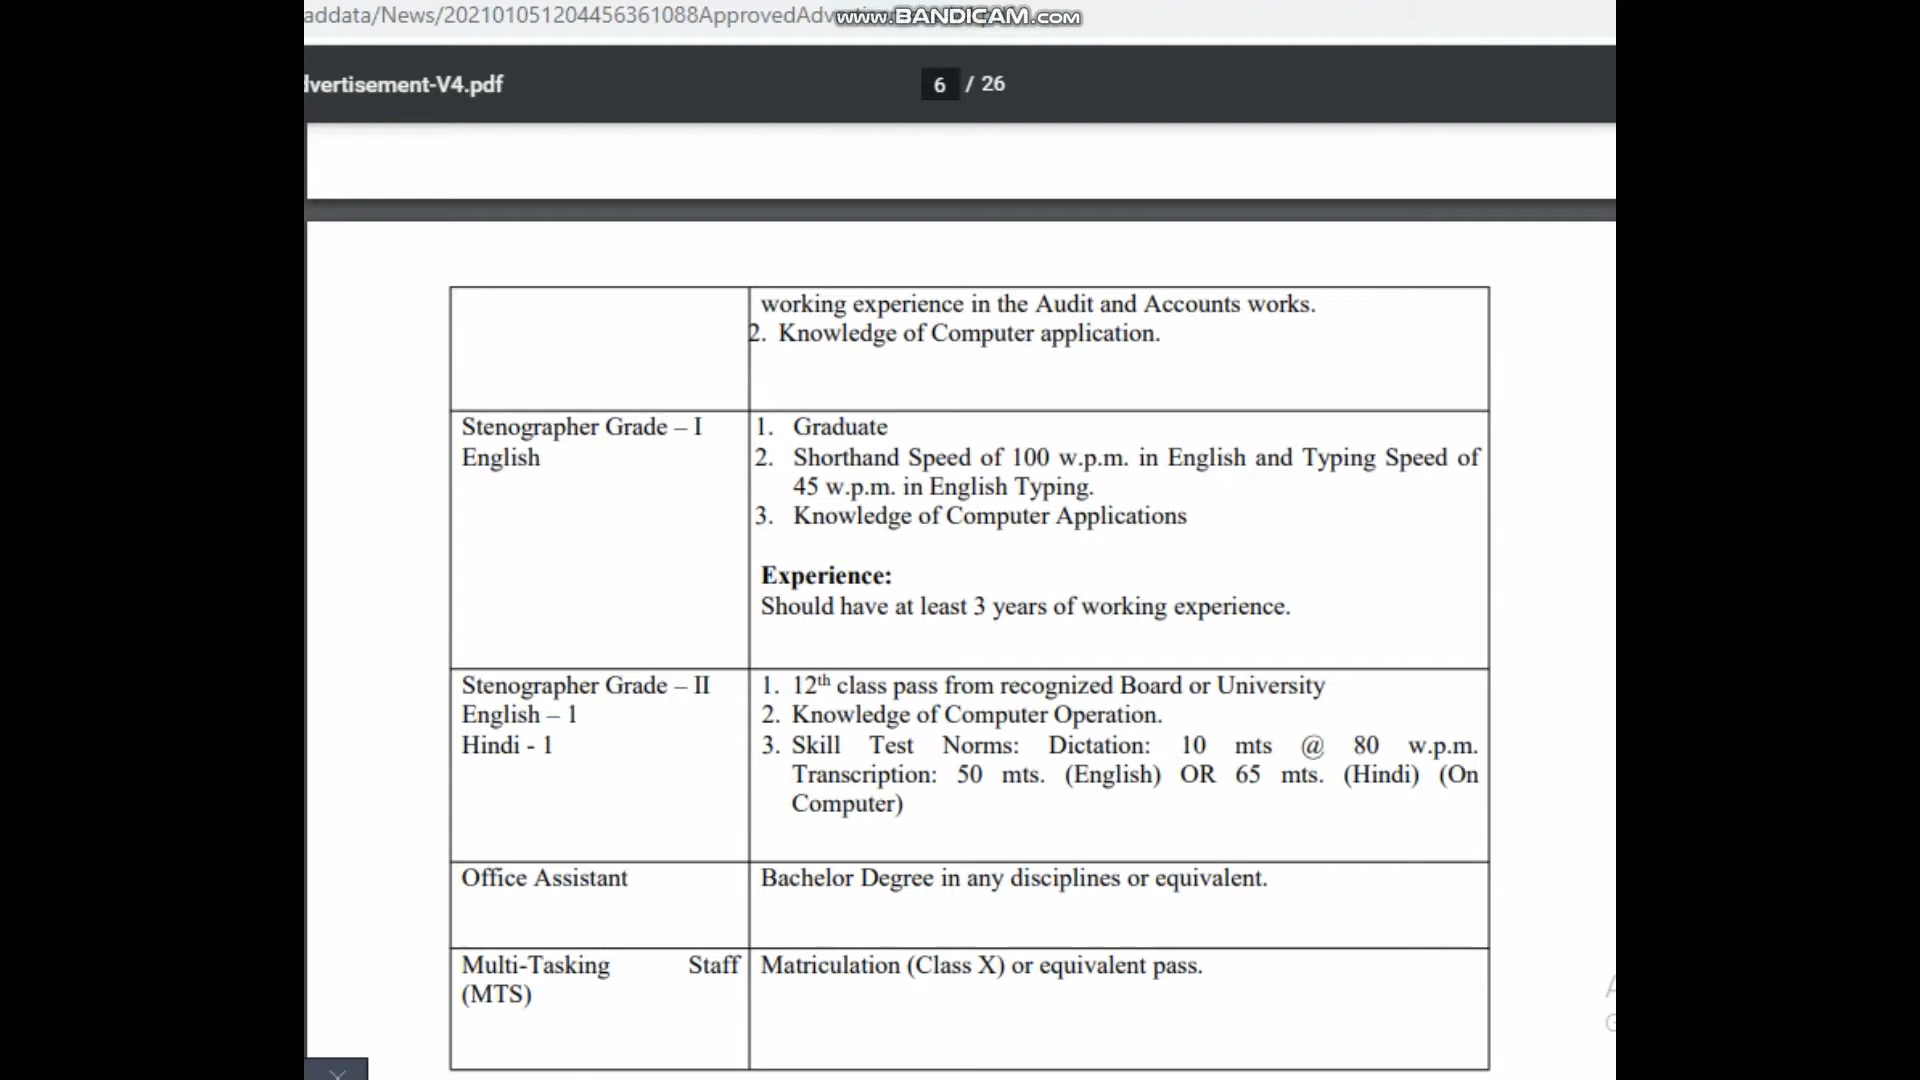 addata/News/202101051204456361088ApprovedAdv
www.BANDICAM.com
dvertisement-V4.pdf
6 / 26
working experience in the Audit and Accounts works.
2. Knowledge of Computer application.
Stenographer Grade – I
English
1. Graduate
2. Shorthand Speed of 100 w.p.m. in English and Typing Speed of
45 w.p.m. in English Typing.
3. Knowledge of Computer Applications
Experience:
Should have at least 3 years of working experience.
Stenographer Grade – II
English – 1
Hindi - 1
1. 12th class pass from recognized Board or University
2. Knowledge of Computer Operation.
3. Skill Test Norms: Dictation: 10 mts @ 80 w.p.m.
Transcription: 50 mts. (English) OR 65 mts. (Hindi) (On
Computer)
Office Assistant
Bachelor Degree in any disciplines or equivalent.
Multi-Tasking Staff
(MTS)
Matriculation (Class X) or equivalent pass.